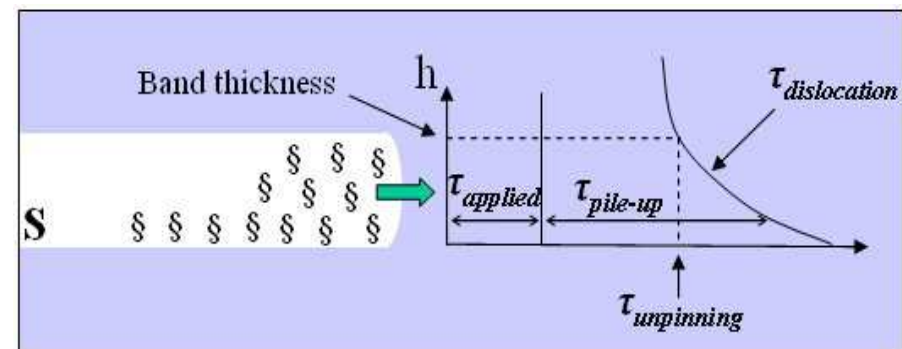 Band thickness
h
τdislocation
§ § §
§ § §
τapplied
τpile-up
S
§ § § § § § §
τunpinning